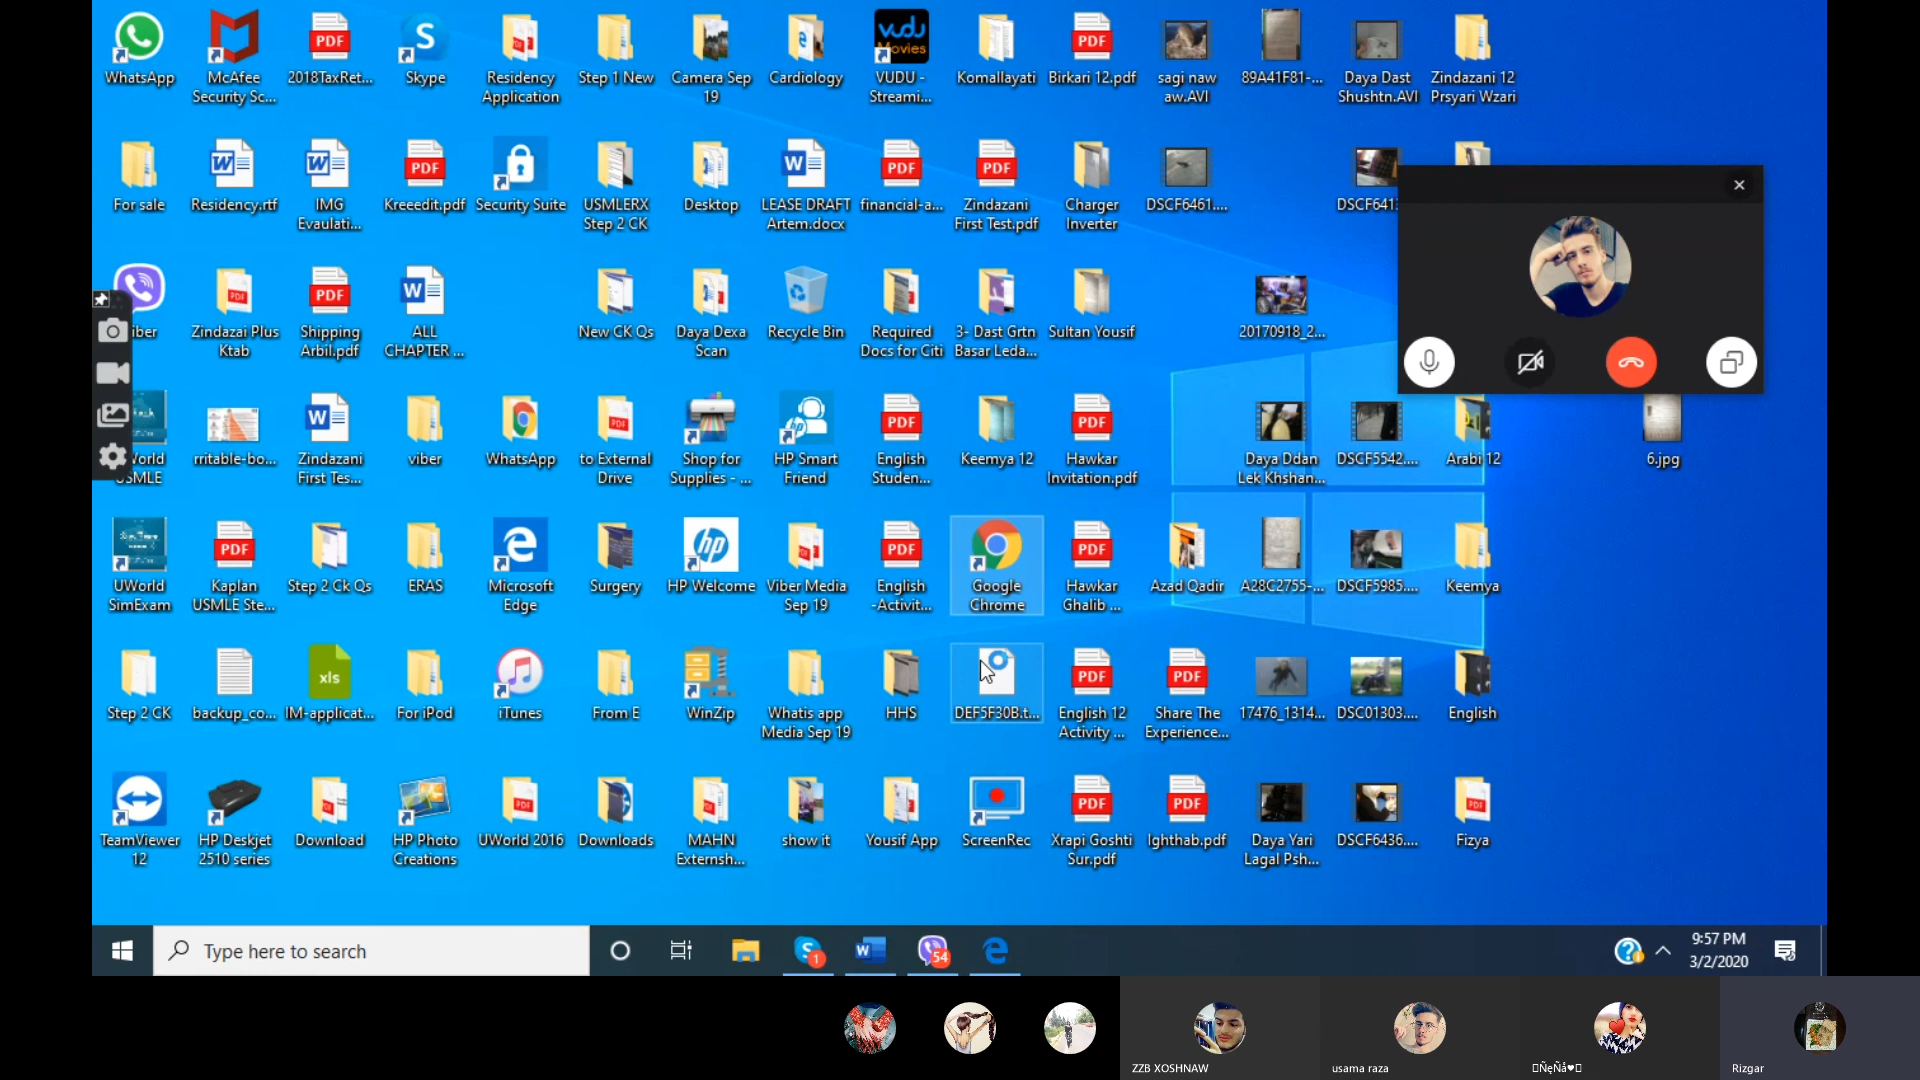 WhatsApp
McAfee
Security Sc...
2018TaxRet...
Skype
Residency
Application
Step 1 New
Camera Sep
19
Cardiology
VUDU -
Streami...
Komallayati
Birkari 12.pdf
sagi naw
aw.AVI
89A41F81-...
Daya Dast
Shushtn.AVI
Zindazani 12
Prsyari Wzari
For sale
Residency.rtf
IMG
Evaulati...
Kreeedit.pdf
Security Suite
USMLERX
Step 2 CK
Desktop
LEASE DRAFT
Artem.docx
financial-a...
Zindazani
First Test.pdf
Charger
Inverter
DSCF6461....
DSCF641
iber
Zindazai Plus
Ktab
Shipping
Arbil.pdf
ALL
CHAPTER ...
New CK Qs
Daya Dexa
Scan
Recycle Bin
Required
Docs for Citi
3- Dast Grtn
Basar Leda...
Sultan Yousif
20170918_2...
World
USMLE
rritable-bo...
Zindazani
First Tes...
viber
WhatsApp
to External
Drive
Shop for
Supplies - ...
HP Smart
Friend
English
Studen...
Keemya 12
Hawkar
Invitation.pdf
Daya Ddan
Lek Khshan...
DSCF5542....
Arabi 12
6.jpg
UWorld
SimExam
Kaplan
USMLE Ste...
Step 2 Ck Qs
ERAS
Microsoft
Edge
Surgery
HP Welcome
Viber Media
Sep 19
English
-Activit...
Google
Chrome
Hawkar
Ghalib ...
Azad Qadir
A28C2755-...
DSCF5985....
Keemya
Step 2 CK
backup_co...
IM-applicat...
For iPod
iTunes
From E
WinZip
Whatis app
Media Sep 19
HHS
DEF5F30B.t...
English 12
Activity ...
Share The
Experience...
17476_1314...
DSC01303....
English
TeamViewer
12
HP Deskjet
2510 series
Download
HP Photo
Creations
UWorld 2016
Downloads
MAHN
Externsh...
show it
Yousif App
ScreenRec
Xrapi Goshti
Sur.pdf
Ighthab.pdf
Daya Yari
Lagal Psh...
DSCF6436....
Fizya
Type here to search
1
54
9:57 PM
3/2/2020
ZZB XOSHNAW
usama raza
Rizgar